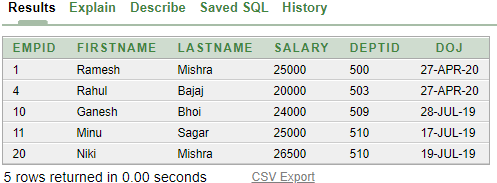 Results Explain Describe Saved SQL History
EMPID FIRSTNAME LASTNAME SALARY DEPTID DOJ
1 Ramesh Mishra 25000 500 27-APR-20
4 Rahul Bajaj 20000 503 27-APR-20
10 Ganesh Bhoi 24000 509 28-JUL-19
11 Minu Sagar 25000 510 17-JUL-19
20 Niki Mishra 26500 510 19-JUL-19
5 rows returned in 0.00 seconds CSV Export